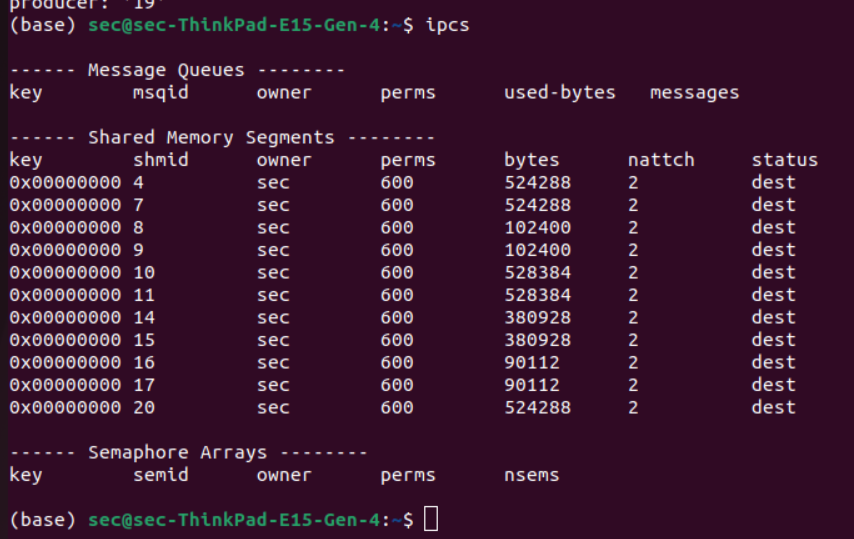 producer: '19'
(base) sec@sec-ThinkPad-E15-Gen-4:~$ ipcs
------ Message Queues --------
key msqid owner perms used-bytes messages
------ Shared Memory Segments --------
key shmid owner perms bytes nattch status
0x00000000 4 sec 600 524288 2 dest
0x00000000 7 sec 600 524288 2 dest
0x00000000 8 sec 600 102400 2 dest
0x00000000 9 sec 600 102400 2 dest
0x00000000 10 sec 600 528384 2 dest
0x00000000 11 sec 600 528384 2 dest
0x00000000 14 sec 600 380928 2 dest
0x00000000 15 sec 600 380928 2 dest
0x00000000 16 sec 600 90112 2 dest
0x00000000 17 sec 600 90112 2 dest
0x00000000 20 sec 600 524288 2 dest
------ Semaphore Arrays --------
key semid owner perms nsems
(base) sec@sec-ThinkPad-E15-Gen-4:~$